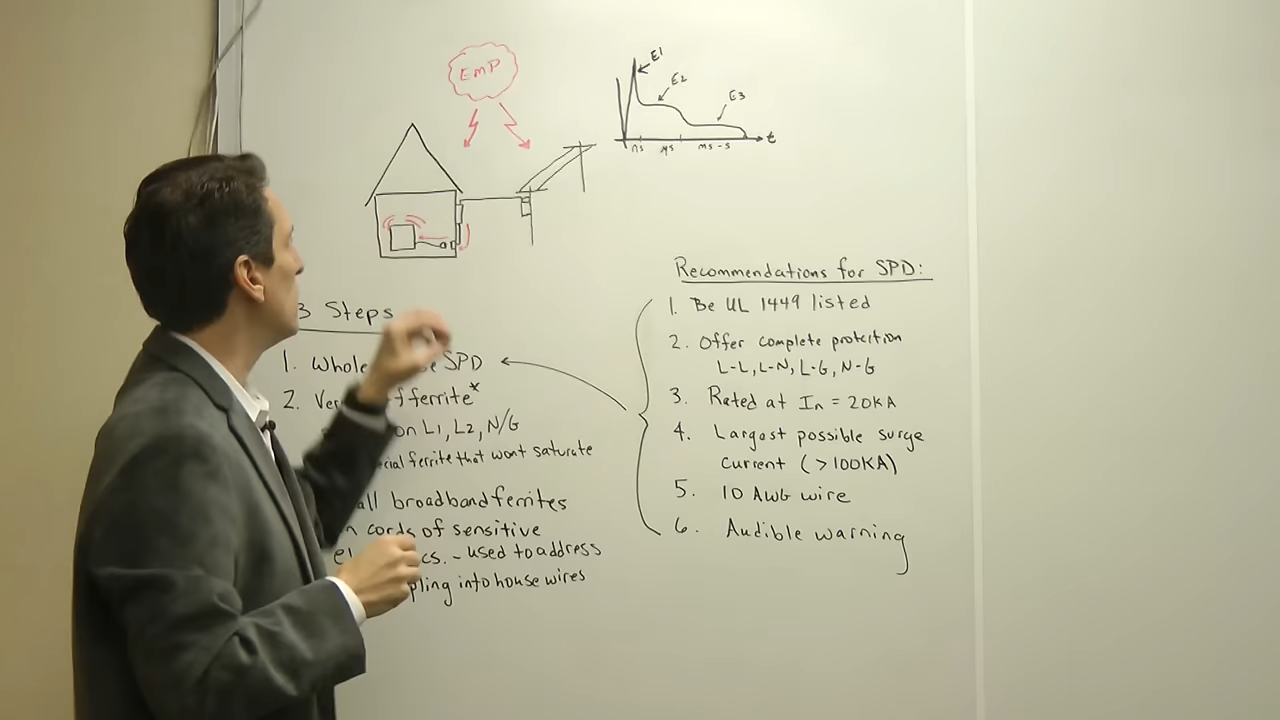 EMP
E1
E2
E3
ns µs ms-s
t
3 Steps
1. Whole SPD
2. ferrite*
on L1, L2, N/G
ferrite that wont saturate
broadband ferrites
cords of sensitive
- used to address
into house wires
Recommendations for SPD:
1. Be UL 1449 listed
2. Offer complete protection
L-L, L-N, L-G, N-G
3. Rated at In = 20KA
4. Largest possible surge
current (>100KA)
5. 10 AWG wire
6. Audible warning